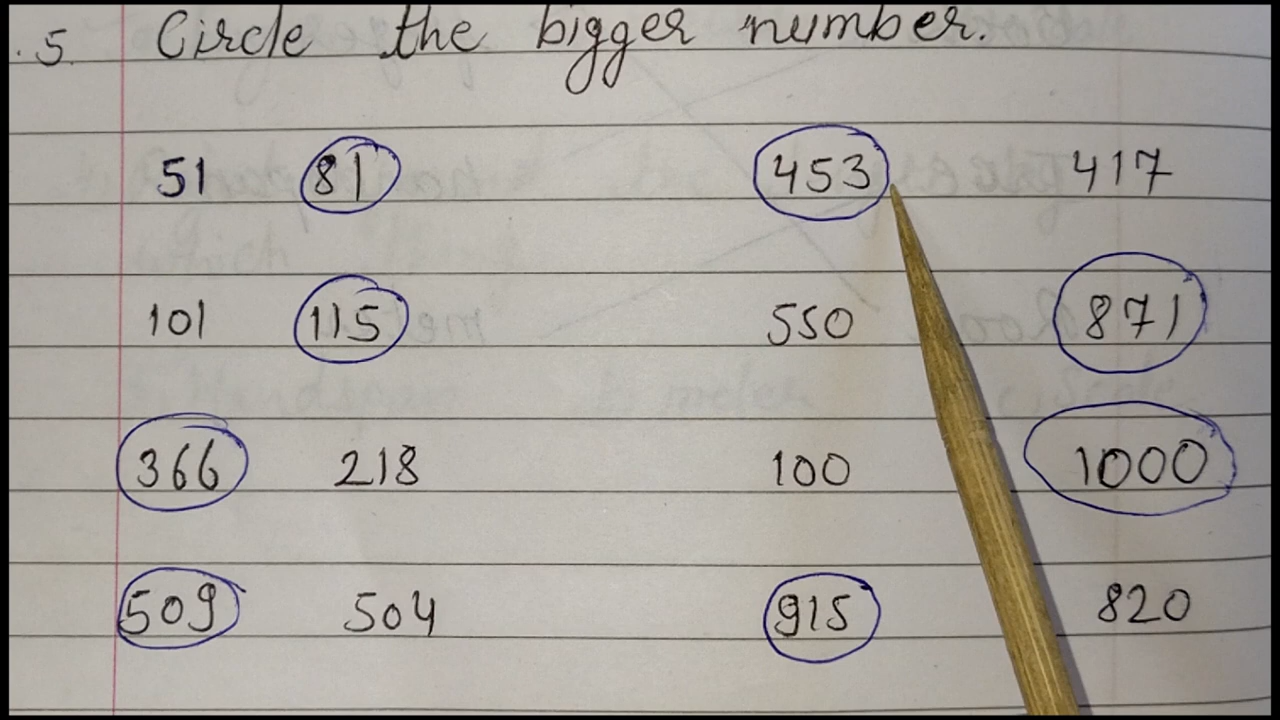 .5. Circle the bigger number.
51 81 453 417
101 115 550 871
366 218 100 1000
509 504 915 820